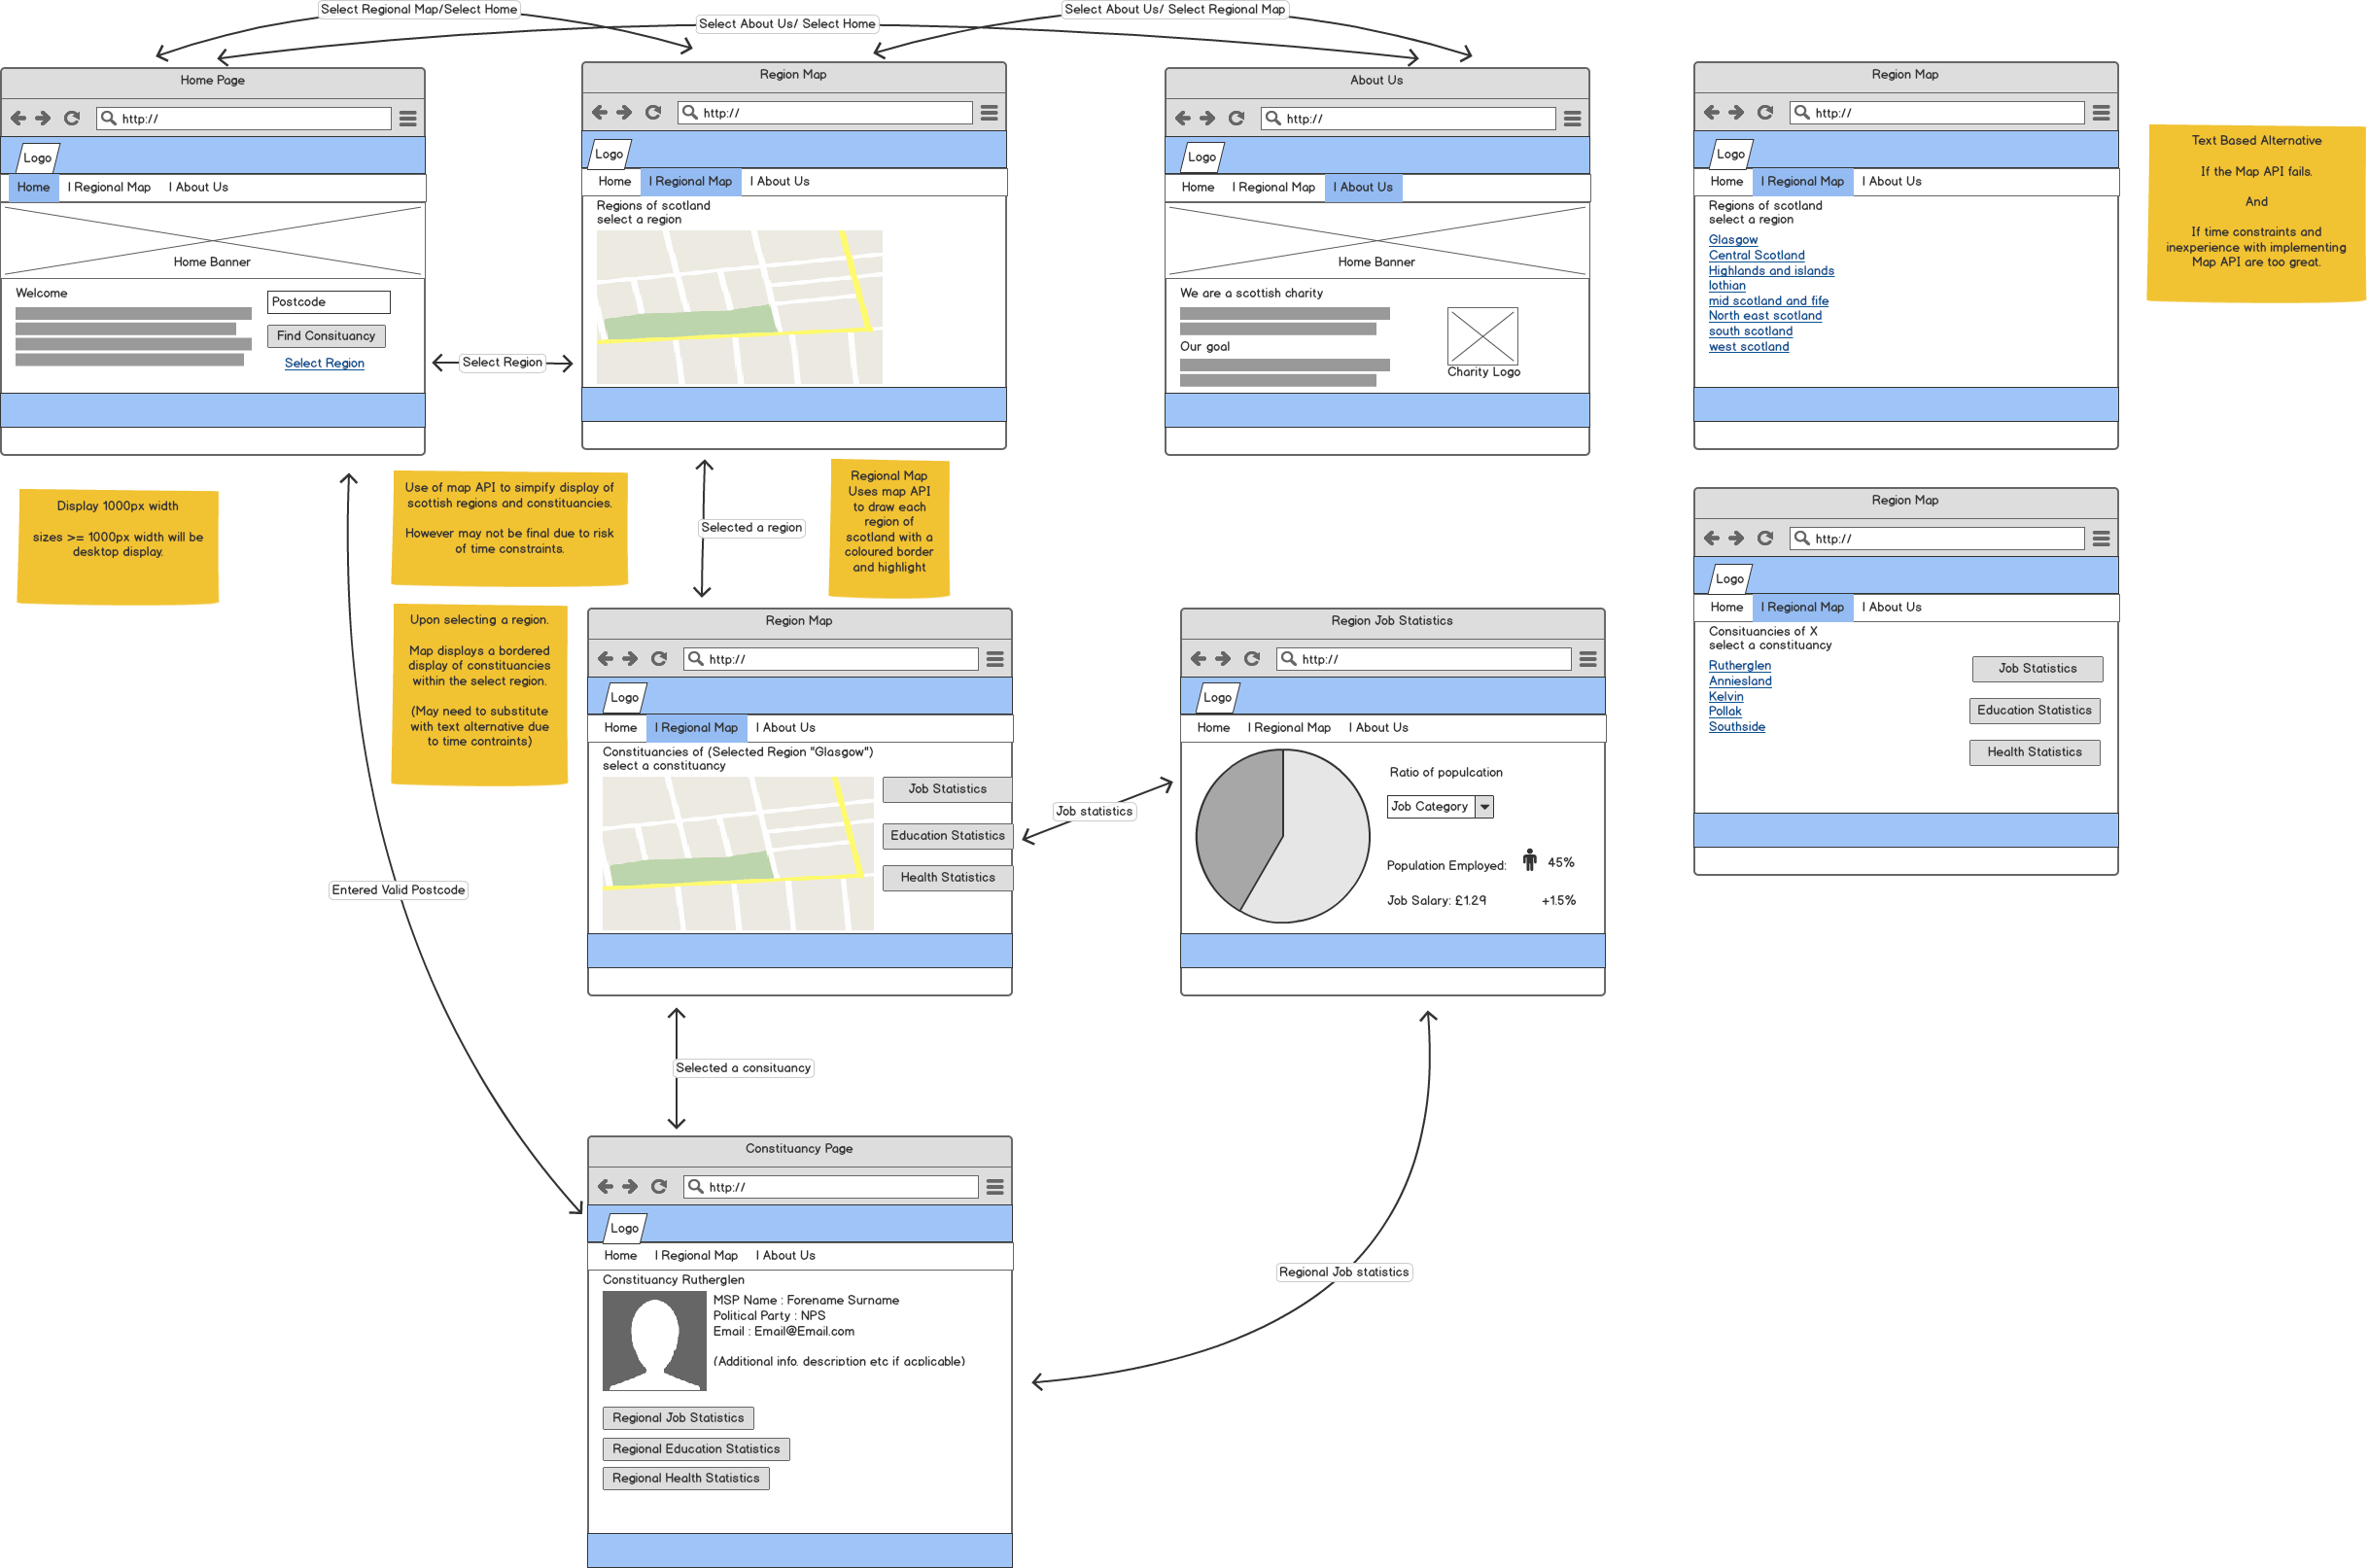 Select Regional Map/Select Home
Select About Us/ Select Home
Select About Us/ Select Regional Map
Home Page
http://
Logo
Home
| Regional Map
| About Us
Home Banner
Welcome
Postcode
Find Consituancy
Select Region
Select Region
Region Map
http://
Logo
Home
| Regional Map
| About Us
Regions of scotland
select a region
About Us
http://
Logo
Home
| Regional Map
| About Us
Home Banner
We are a scottish charity
Our goal
Charity Logo
Region Map
http://
Logo
Home
| Regional Map
| About Us
Regions of scotland
select a region
Glasgow
Central Scotland
Highlands and islands
lothian
mid scotland and fife
North east scotland
south scotland
west scotland
Text Based Alternative
If the Map API fails.
And
If time constraints and
inexperience with implementing
Map API are too great.
Display 1000px width
sizes >= 1000px width will be
desktop display.
Use of map API to simpify display of
scottish regions and constituancies.
However may not be final due to risk
of time constraints.
Selected a region
Regional Map
Uses map API
to draw each
region of
scotland with a
coloured border
and highlight
Upon selecting a region.
Map displays a bordered
display of constituancies
within the select region.
(May need to substitute
with text alternative due
to time contraints)
Region Map
http://
Logo
Home
| Regional Map
| About Us
Constituancies of (Selected Region "Glasgow")
select a constituancy
Job Statistics
Education Statistics
Health Statistics
Job statistics
Region Job Statistics
http://
Logo
Home
| Regional Map
| About Us
Ratio of populcation
Job Category
Population Employed:
45%
Job Salary: £1.29
+1.5%
Region Map
http://
Logo
Home
| Regional Map
| About Us
Consituancies of X
select a constituancy
Rutherglen
Anniesland
Kelvin
Pollak
Southside
Job Statistics
Education Statistics
Health Statistics
Entered Valid Postcode
Selected a consituancy
Constituancy Page
http://
Logo
Home
| Regional Map
| About Us
Constituancy Rutherglen
MSP Name : Forename Surname
Political Party : NPS
Email : Email@Email.com
(Additional info. description etc if applicable)
Regional Job Statistics
Regional Education Statistics
Regional Health Statistics
Regional Job statistics